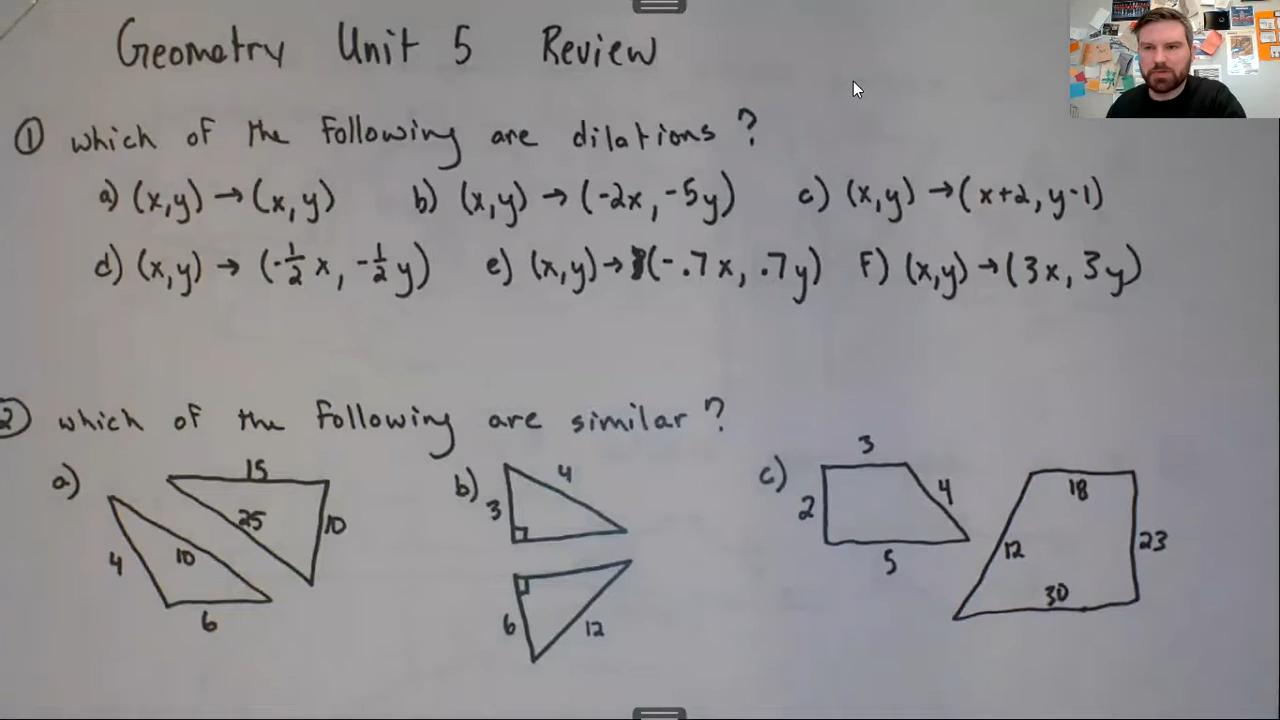 Geometry Unit 5 Review
① which of the following are dilations?
a) (x,y) → (x,y) b) (x,y) → (-2x, -5y) c) (x,y) → (x+2, y-1)
d) (x,y) → (-1/2 x, -1/2 y) e) (x,y) → (-.7x, .7y) F) (x,y) → (3x, 3y)
② which of the following are similar?
a) 15 25 10 4 10 6
b) 3 4 6 12
c) 3 2 4 5 18 12 23 30